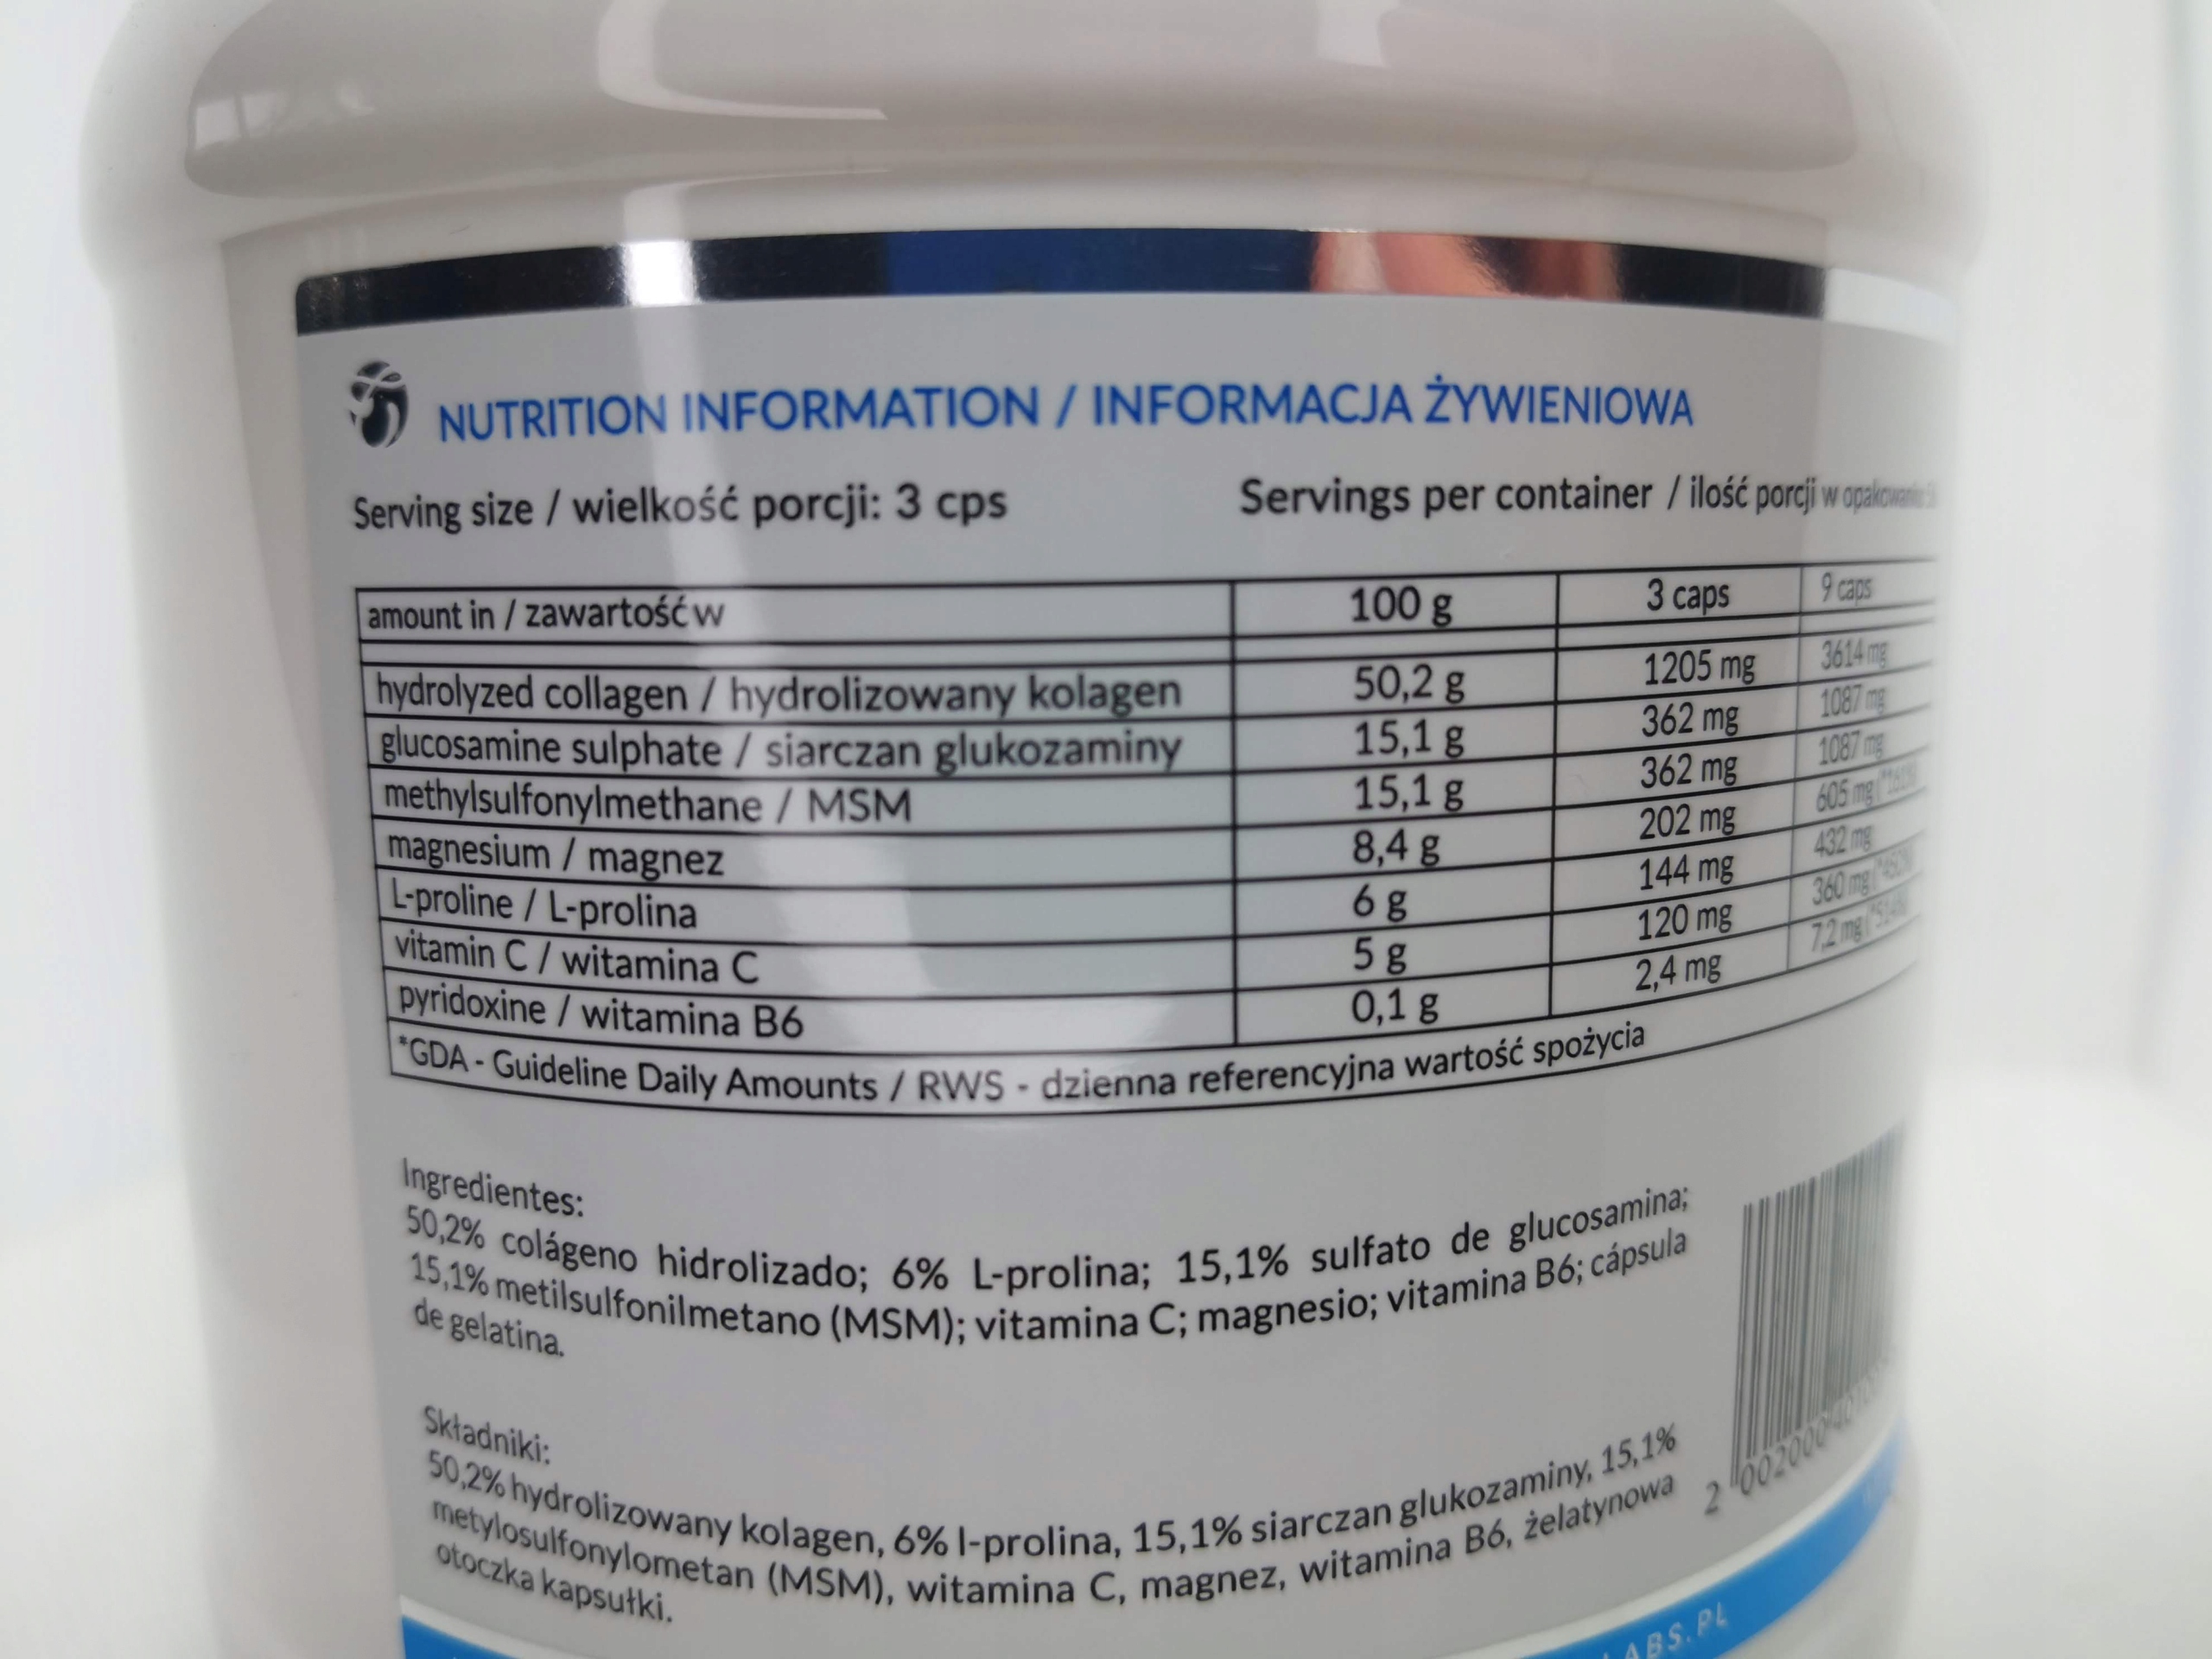 NUTRITION INFORMATION / INFORMACJA ŻYWIENIOWA
Serving size / wielkość porcji: 3 cps Servings per container / ilość porcji w
amount in / zawartość w 100 g 3 caps 9 caps
hydrolyzed collagen / hydrolizowany kolagen 50,2 g 1205 mg 3614 mg
glucosamine sulphate / siarczan glukozaminy 15,1 g 362 mg 1087 mg
methylsulfonylmethane / MSM 15,1 g 362 mg 1087 mg
magnesium / magnez 8,4 g 202 mg 605 mg
L-proline / L-prolina 6 g 144 mg 432 mg
vitamin C / witamina C 5 g 120 mg 360 mg
pyridoxine / witamina B6 0,1 g 2,4 mg 7,2 mg
*GDA - Guideline Daily Amounts / RWS - dzienna referencyjna wartość spożycia
Ingredientes:
50,2% colágeno hidrolizado; 6% L-prolina; 15,1% sulfato de glucosamina;
15,1% metilsulfonilmetano (MSM); vitamina C; magnesio; vitamina B6; cápsula
de gelatina.
Składniki:
50,2% hydrolizowany kolagen, 6% l-prolina, 15,1% siarczan glukozaminy, 15,1%
metylosulfonylometan (MSM), witamina C, magnez, witamina B6, żelatynowa
otoczka kapsułki.